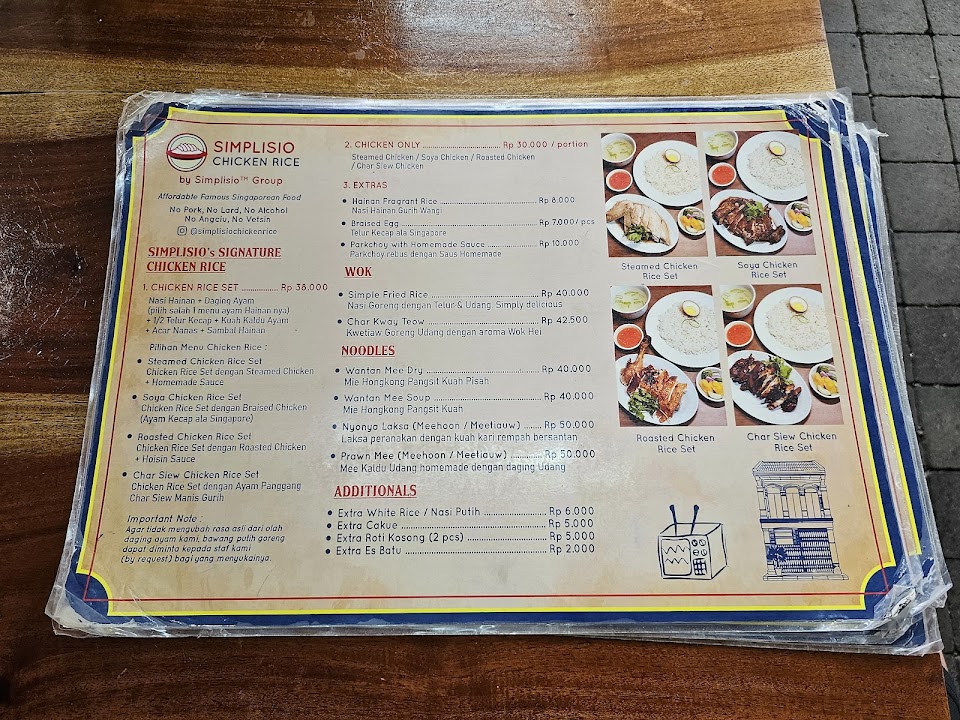 SIMPLISIO
CHICKEN RICE
by Simplisio™ Group
Affordable Famous Singaporean Food
No Pork, No Lard, No Alcohol
No Angciu, No Vetsin
@simplisiochickenrice
SIMPLISIO's SIGNATURE
CHICKEN RICE
1. CHICKEN RICE SET ................ Rp 38.000
Nasi Hainan + Daging Ayam
(pilih salah 1 menu ayam Hainan nya)
+ 1/2 Telur Kecap + Kuah Kaldu Ayam
+ Acar Nanas + Sambal Hainan
Pilihan Menu Chicken Rice :
• Steamed Chicken Rice Set
Chicken Rice Set dengan Steamed Chicken
+ Homemade Sauce
• Soya Chicken Rice Set
Chicken Rice Set dengan Braised Chicken
(Ayam Kecap ala Singapore)
• Roasted Chicken Rice Set
Chicken Rice Set dengan Roasted Chicken
+ Hoisin Sauce
• Char Siew Chicken Rice Set
Chicken Rice Set dengan Ayam Panggang
Char Siew Manis Gurih
Important Note :
Agar tidak mengubah rasa asli dari olah
daging ayam kami, bawang putih goreng
dapat diminta kepada staf kami
(by request) bagi yang menyukainya.
2. CHICKEN ONLY ........................ Rp 30.000 / portion
Steamed Chicken / Soya Chicken / Roasted Chicken
/ Char Siew Chicken
3. EXTRAS
• Hainan Fragrant Rice ........................ Rp 8.000
Nasi Hainan Gurih Wangi
• Braised Egg ........................ Rp 7.000/ pcs
Telur Kecap ala Singapore
• Parkchoy with Homemade Sauce ................ Rp 10.000
Parkchoy rebus dengan Saus Homemade
WOK
• Simple Fried Rice ........................ Rp 40.000
Nasi Goreng dengan Telur & Udang. Simply delicious
• Char Kway Teow ........................ Rp 42.500
Kwetiaw Goreng Udang dengan aroma Wok Hei
NOODLES
• Wantan Mee Dry ........................ Rp 40.000
Mie Hongkong Pangsit Kuah Pisah
• Wantan Mee Soup ........................ Rp 40.000
Mie Hongkong Pangsit Kuah
• Nyonya Laksa (Meehoon / Meetiauw) ........ Rp 50.000
Laksa peranakan dengan kuah kari rempah bersantan
• Prawn Mee (Meehoon / Meetiauw) ........ Rp 50.000
Mee Kaldu Udang homemade dengan daging Udang
ADDITIONALS
• Extra White Rice / Nasi Putih ................ Rp 6.000
• Extra Cakue ........................ Rp 5.000
• Extra Roti Kosong (2 pcs) ................ Rp 5.000
• Extra Es Batu ........................ Rp 2.000
Steamed Chicken
Rice Set
Soya Chicken
Rice Set
Roasted Chicken
Rice Set
Char Siew Chicken
Rice Set